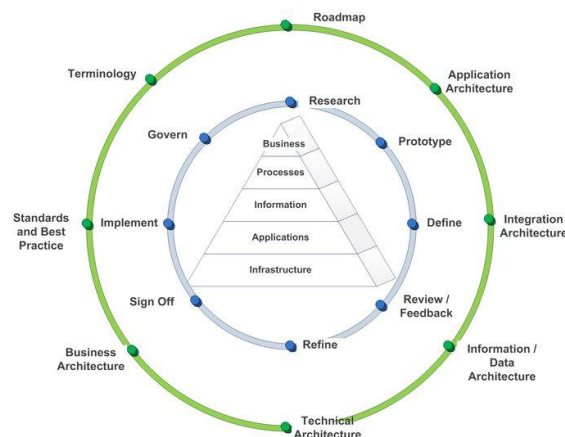 Roadmap
Terminology
Application
Architecture
Research
Govern
Prototype
Business
Processes
Information
Standards
and Best
Practice
Implement
Define
Integration
Architecture
Applications
Infrastructure
Sign Off
Review /
Feedback
Refine
Business
Architecture
Information /
Data
Architecture
Technical
Architecture